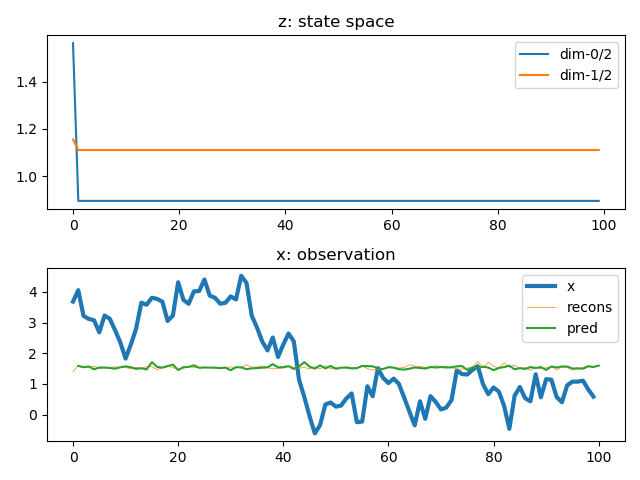 z: state space
dim-0/2
dim-1/2
1.4
1.2
1.0
0 20 40 60 80 100
x: observation
x
recons
pred
4
3
2
1
0
0 20 40 60 80 100